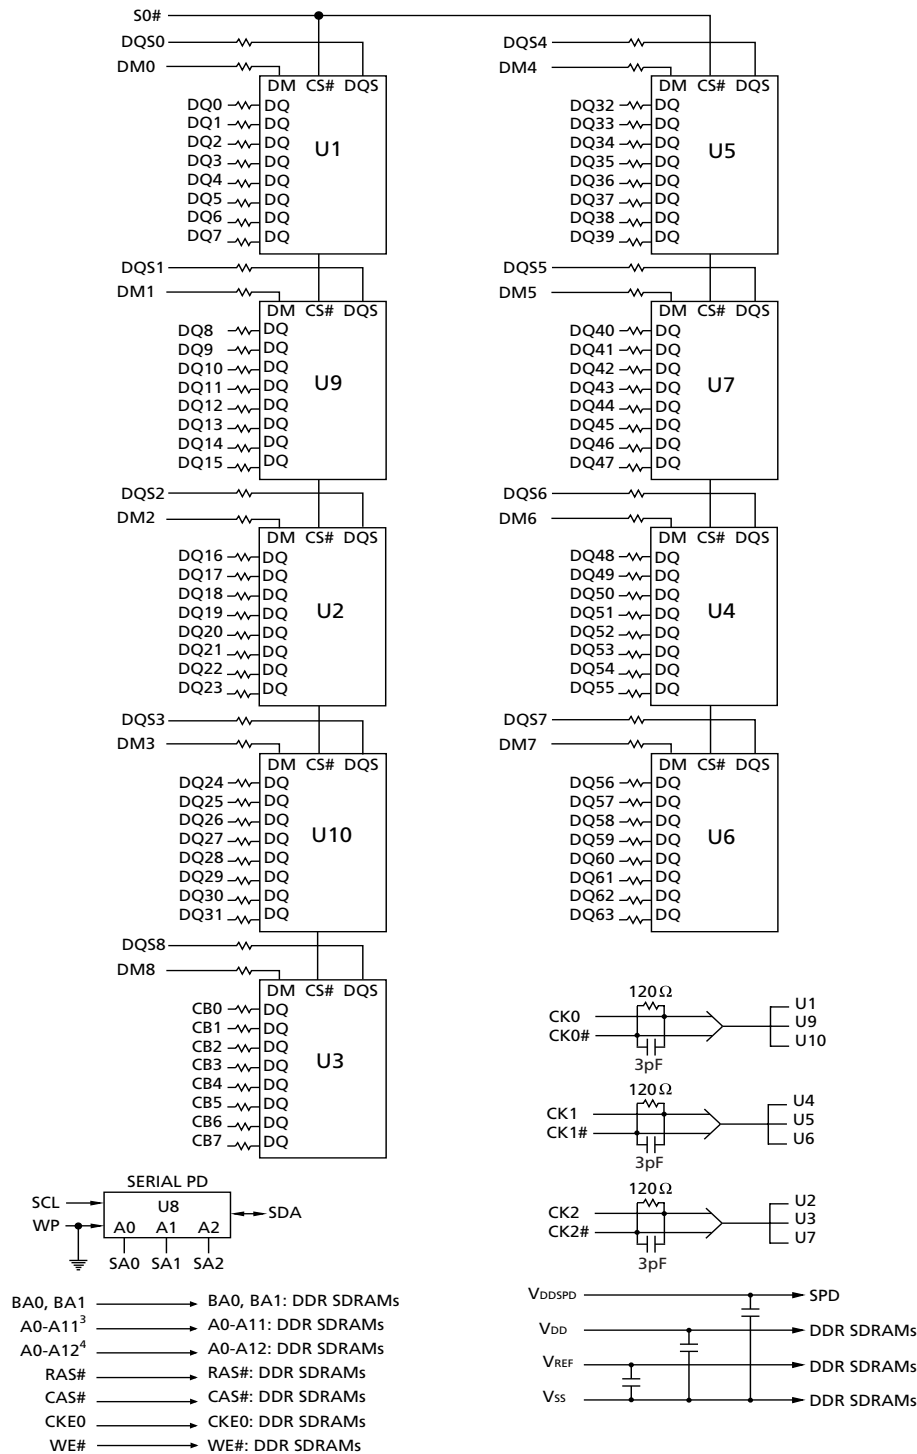 S0#
DQS0
DM0
DM CS# DQS
DQ0 DQ
DQ1 DQ
DQ2 DQ
DQ3 DQ
DQ4 DQ
DQ5 DQ
DQ6 DQ
DQ7 DQ
U1
DQS1
DM1
DM CS# DQS
DQ8 DQ
DQ9 DQ
DQ10 DQ
DQ11 DQ
DQ12 DQ
DQ13 DQ
DQ14 DQ
DQ15 DQ
U9
DQS2
DM2
DM CS# DQS
DQ16 DQ
DQ17 DQ
DQ18 DQ
DQ19 DQ
DQ20 DQ
DQ21 DQ
DQ22 DQ
DQ23 DQ
U2
DQS3
DM3
DM CS# DQS
DQ24 DQ
DQ25 DQ
DQ26 DQ
DQ27 DQ
DQ28 DQ
DQ29 DQ
DQ30 DQ
DQ31 DQ
U10
DQS8
DM8
DM CS# DQS
CB0 DQ
CB1 DQ
CB2 DQ
CB3 DQ
CB4 DQ
CB5 DQ
CB6 DQ
CB7 DQ
U3
DQS4
DM4
DM CS# DQS
DQ32 DQ
DQ33 DQ
DQ34 DQ
DQ35 DQ
DQ36 DQ
DQ37 DQ
DQ38 DQ
DQ39 DQ
U5
DQS5
DM5
DM CS# DQS
DQ40 DQ
DQ41 DQ
DQ42 DQ
DQ43 DQ
DQ44 DQ
DQ45 DQ
DQ46 DQ
DQ47 DQ
U7
DQS6
DM6
DM CS# DQS
DQ48 DQ
DQ49 DQ
DQ50 DQ
DQ51 DQ
DQ52 DQ
DQ53 DQ
DQ54 DQ
DQ55 DQ
U4
DQS7
DM7
DM CS# DQS
DQ56 DQ
DQ57 DQ
DQ58 DQ
DQ59 DQ
DQ60 DQ
DQ61 DQ
DQ62 DQ
DQ63 DQ
U6
120Ω
CK0
CK0#
3pF
U1
U9
U10
120Ω
CK1
CK1#
3pF
U4
U5
U6
120Ω
CK2
CK2#
3pF
U2
U3
U7
SERIAL PD
SCL
WP
U8
A0 A1 A2
SDA
SA0 SA1 SA2
BA0, BA1 BA0, BA1: DDR SDRAMs
A0-A11³ A0-A11: DDR SDRAMs
A0-A12⁴ A0-A12: DDR SDRAMs
RAS# RAS#: DDR SDRAMs
CAS# CAS#: DDR SDRAMs
CKE0 CKE0: DDR SDRAMs
WE# WE#: DDR SDRAMs
VDDSPD SPD
VDD DDR SDRAMs
VREF DDR SDRAMs
VSS DDR SDRAMs